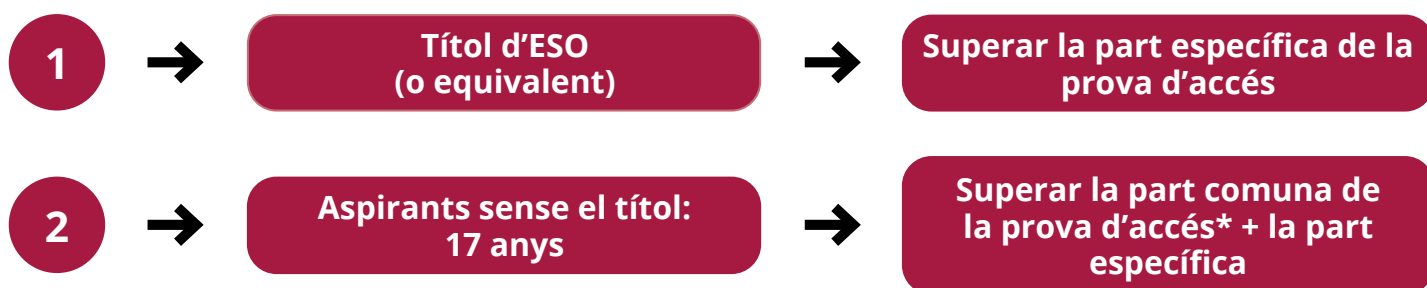 1
Títol d’ESO
(o equivalent)
Superar la part específica de la
prova d’accés
2
Aspirants sense el títol:
17 anys
Superar la part comuna de
la prova d’accés* + la part
específica